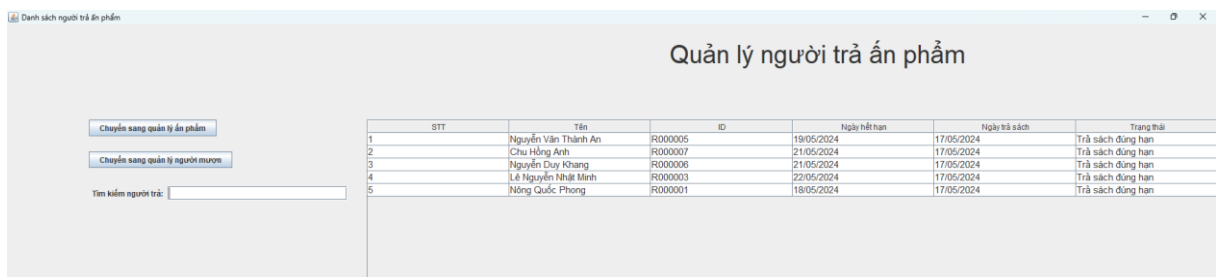 Danh sách người trả ấn phẩm
Quản lý người trả ấn phẩm
Chuyển sang quản lý ấn phẩm
Chuyển sang quản lý người mượn
Tìm kiếm người trả:
STT Tên ID Ngày hết hạn Ngày trả sách Trạng thái
1 Nguyễn Văn Thành An R000005 19/05/2024 17/05/2024 Trả sách đúng hạn
2 Chu Hồng Anh R000007 21/05/2024 17/05/2024 Trả sách đúng hạn
3 Nguyễn Duy Khang R000006 21/05/2024 17/05/2024 Trả sách đúng hạn
4 Lê Nguyễn Nhật Minh R000003 22/05/2024 17/05/2024 Trả sách đúng hạn
5 Nông Quốc Phong R000001 18/05/2024 17/05/2024 Trả sách đúng hạn